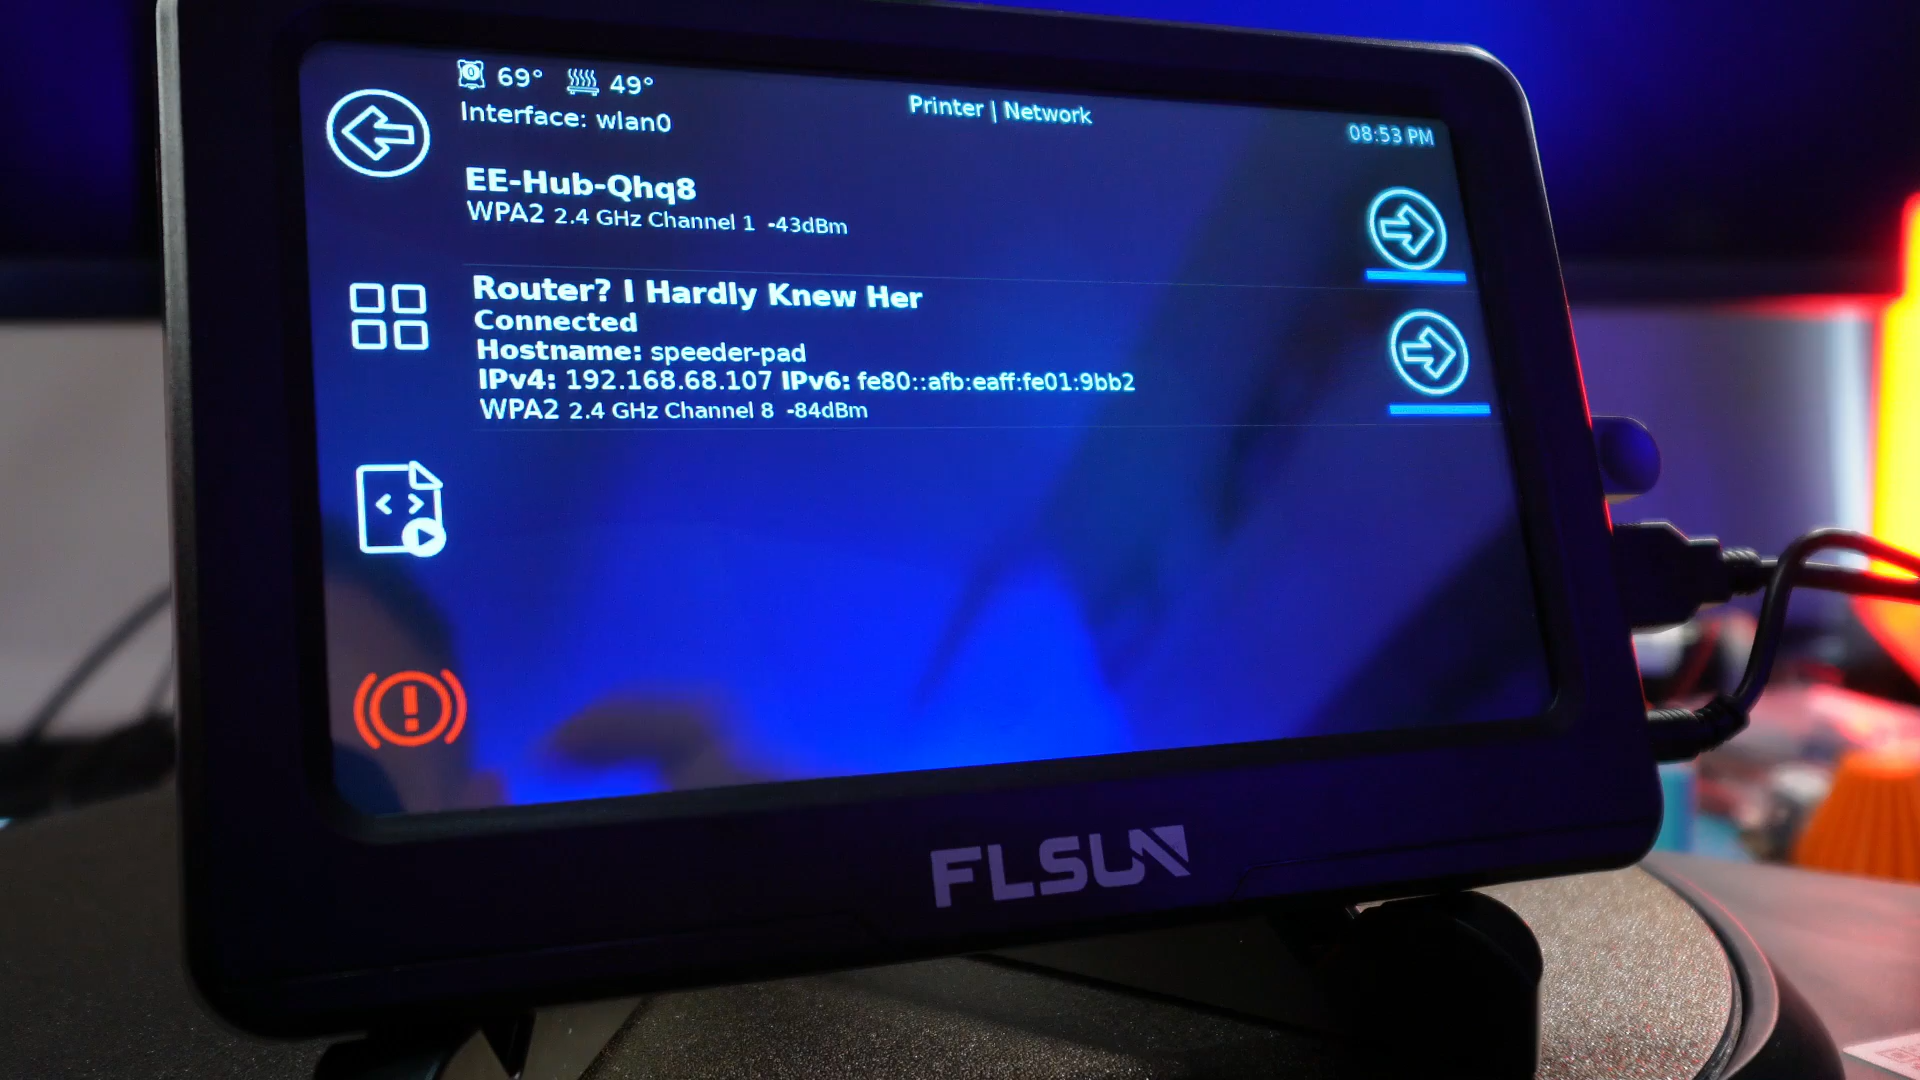 0 69° 49°
Printer | Network
08:53 PM
Interface: wlan0
EE-Hub-Qhq8
WPA2 2.4 GHz Channel 1 -43dBm
Router? I Hardly Knew Her
Connected
Hostname: speeder-pad
IPv4: 192.168.68.107 IPv6: fe80::afb:eaff:fe01:9bb2
WPA2 2.4 GHz Channel 8 -84dBm
FLSUN